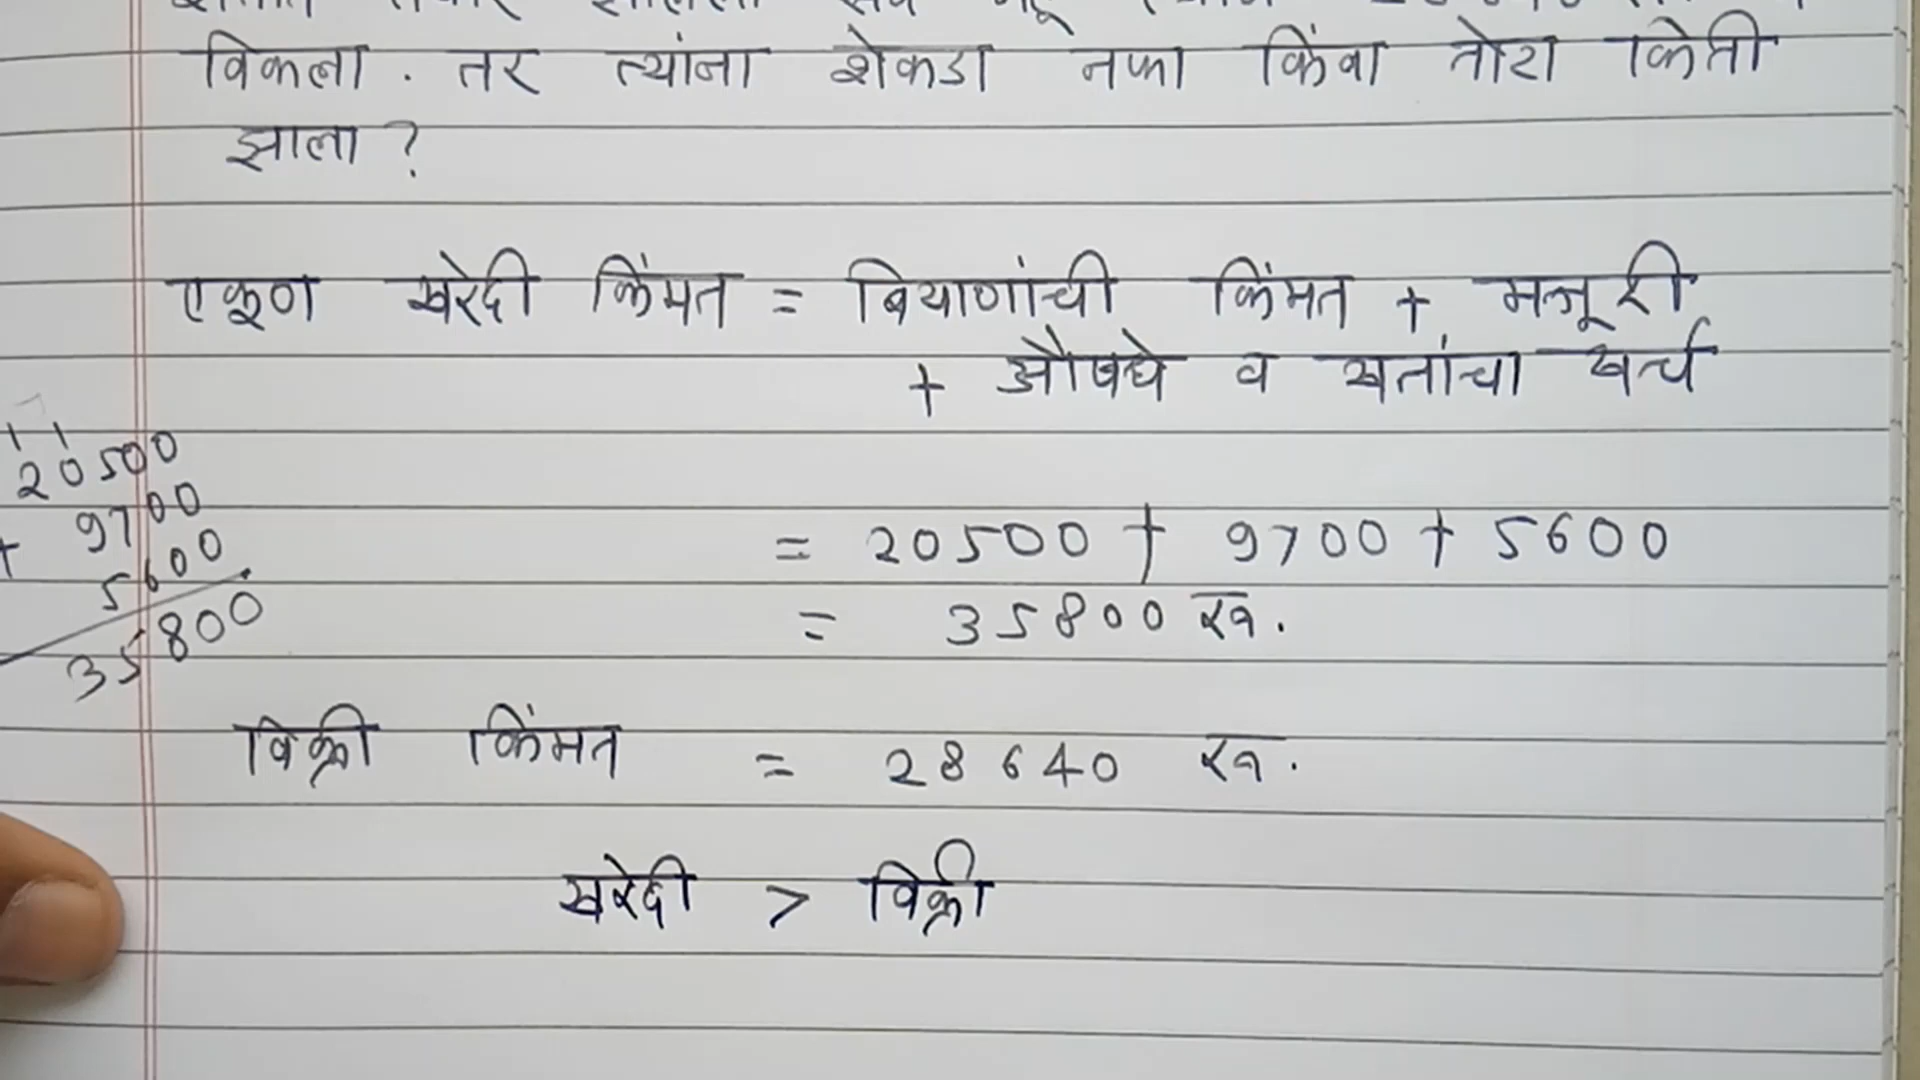 विकला. तर त्यांना शेकडा नफा किंवा तोटा किती
झाला?
एकूण खरेदी किंमत = बियाणांची किंमत + मजूरी
+ औषधे व खतांचा खर्च
20500
9700
+ 5600
35800
= 20500 + 9700 + 5600
= 35800 रू.
विक्री किंमत = 28640 रू.
खरेदी > विक्री